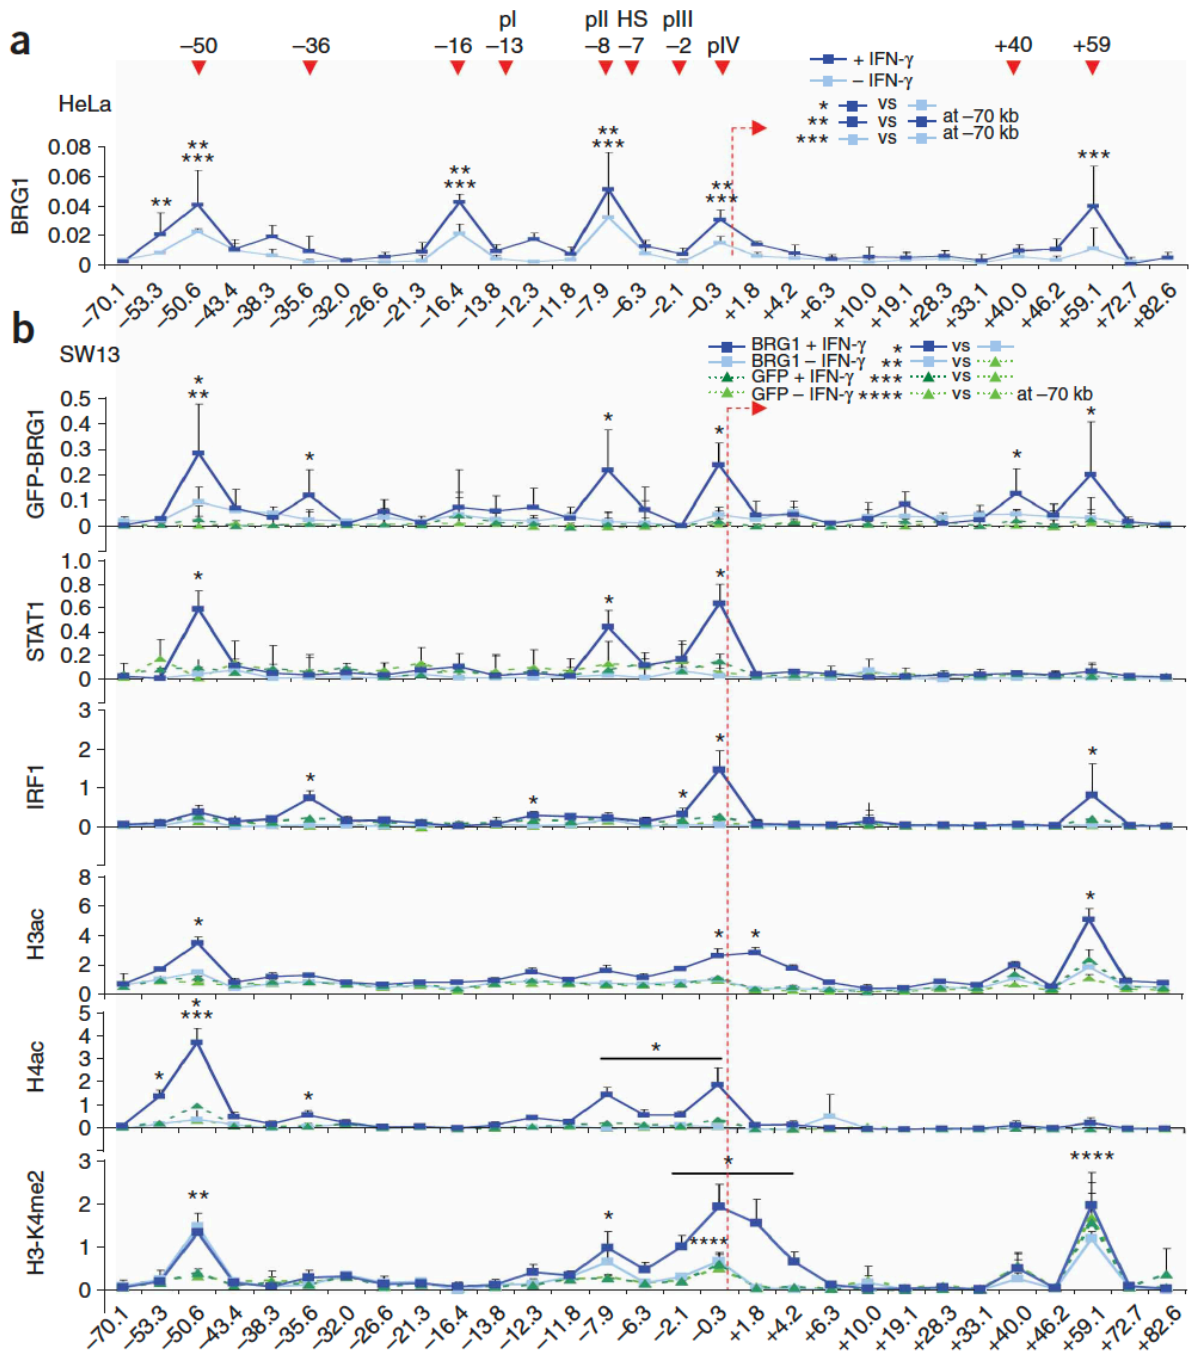 a
pI pII HS pIII
−50 −36 −16 −13 −8 −7 −2 pIV +40 +59
+ IFN-γ
− IFN-γ
HeLa
* vs
** vs at −70 kb
*** vs at −70 kb
BRG1
0.08
0.06
0.04
0.02
0
** *** ** ** *** ** *** ** *** ***
−70.1 −53.3 −50.6 −43.4 −38.3 −35.6 −32.0 −26.6 −21.3 −16.4 −13.8 −12.3 −11.8 −7.9 −6.3 −2.1 −0.3 +1.8 +4.2 +6.3 +10.0 +19.1 +28.3 +33.1 +40.0 +46.2 +59.1 +72.7 +82.6
b
SW13
BRG1 + IFN-γ * vs
BRG1 − IFN-γ ** vs
GFP + IFN-γ *** vs
GFP − IFN-γ **** vs at −70 kb
GFP-BRG1
0.5
0.4
0.3
0.2
0.1
0
* ** * * * * *
STAT1
1.0
0.8
0.6
0.4
0.2
0
* * *
IRF1
3
2
1
0
* * * * *
H3ac
8
6
4
2
0
* * * *
H4ac
5
4
3
2
1
0
* * *** * *
H3-K4me2
3
2
1
0
** * **** * ****
−70.1 −53.3 −50.6 −43.4 −38.3 −35.6 −32.0 −26.6 −21.3 −16.4 −13.8 −12.3 −11.8 −7.9 −6.3 −2.1 −0.3 +1.8 +4.2 +6.3 +10.0 +19.1 +28.3 +33.1 +40.0 +46.2 +59.1 +72.7 +82.6